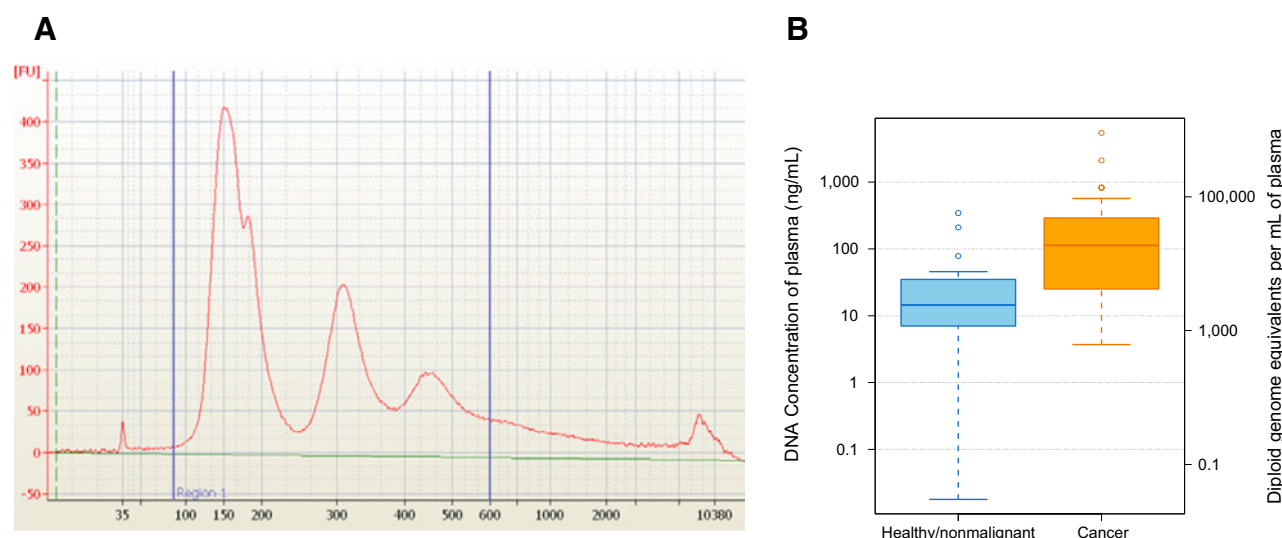 A
B
[FU]
400
350
300
200
150
100
50
0
-50
Region 1
35 100 150 200 300 400 500 600 1000 2000 10380
DNA Concentration of plasma (ng/mL)
1,000
100
10
1
0.1
100,000
1,000
0.1
Diploid genome equivalents per mL of plasma
Healthy/nonmalignant Cancer